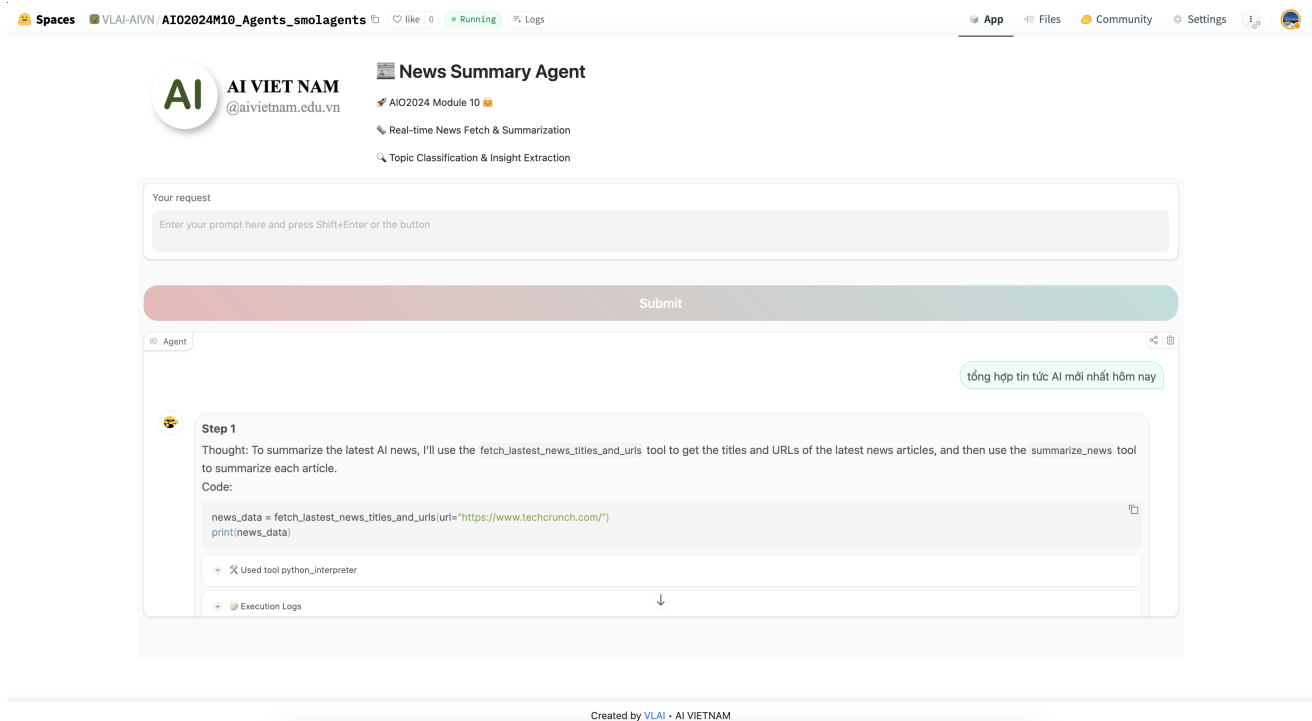 Spaces
VLAI-AIVN/AIO2024M10_Agents_smolagents
like 0
Running
Logs
App
Files
Community
Settings
AI
AI VIET NAM
@aivietnam.edu.vn
News Summary Agent
AIO2024 Module 10
Real-time News Fetch & Summarization
Topic Classification & Insight Extraction
Your request
Enter your prompt here and press Shift+Enter or the button
Submit
Agent
tổng hợp tin tức AI mới nhất hôm nay
Step 1
Thought: To summarize the latest AI news, I'll use the fetch_lastest_news_titles_and_urls tool to get the titles and URLs of the latest news articles, and then use the summarize_news tool
to summarize each article.
Code:
news_data = fetch_lastest_news_titles_and_urls(url="https://www.techcrunch.com/")
print(news_data)
Used tool python_interpreter
Execution Logs
Created by VLAI • AI VIETNAM